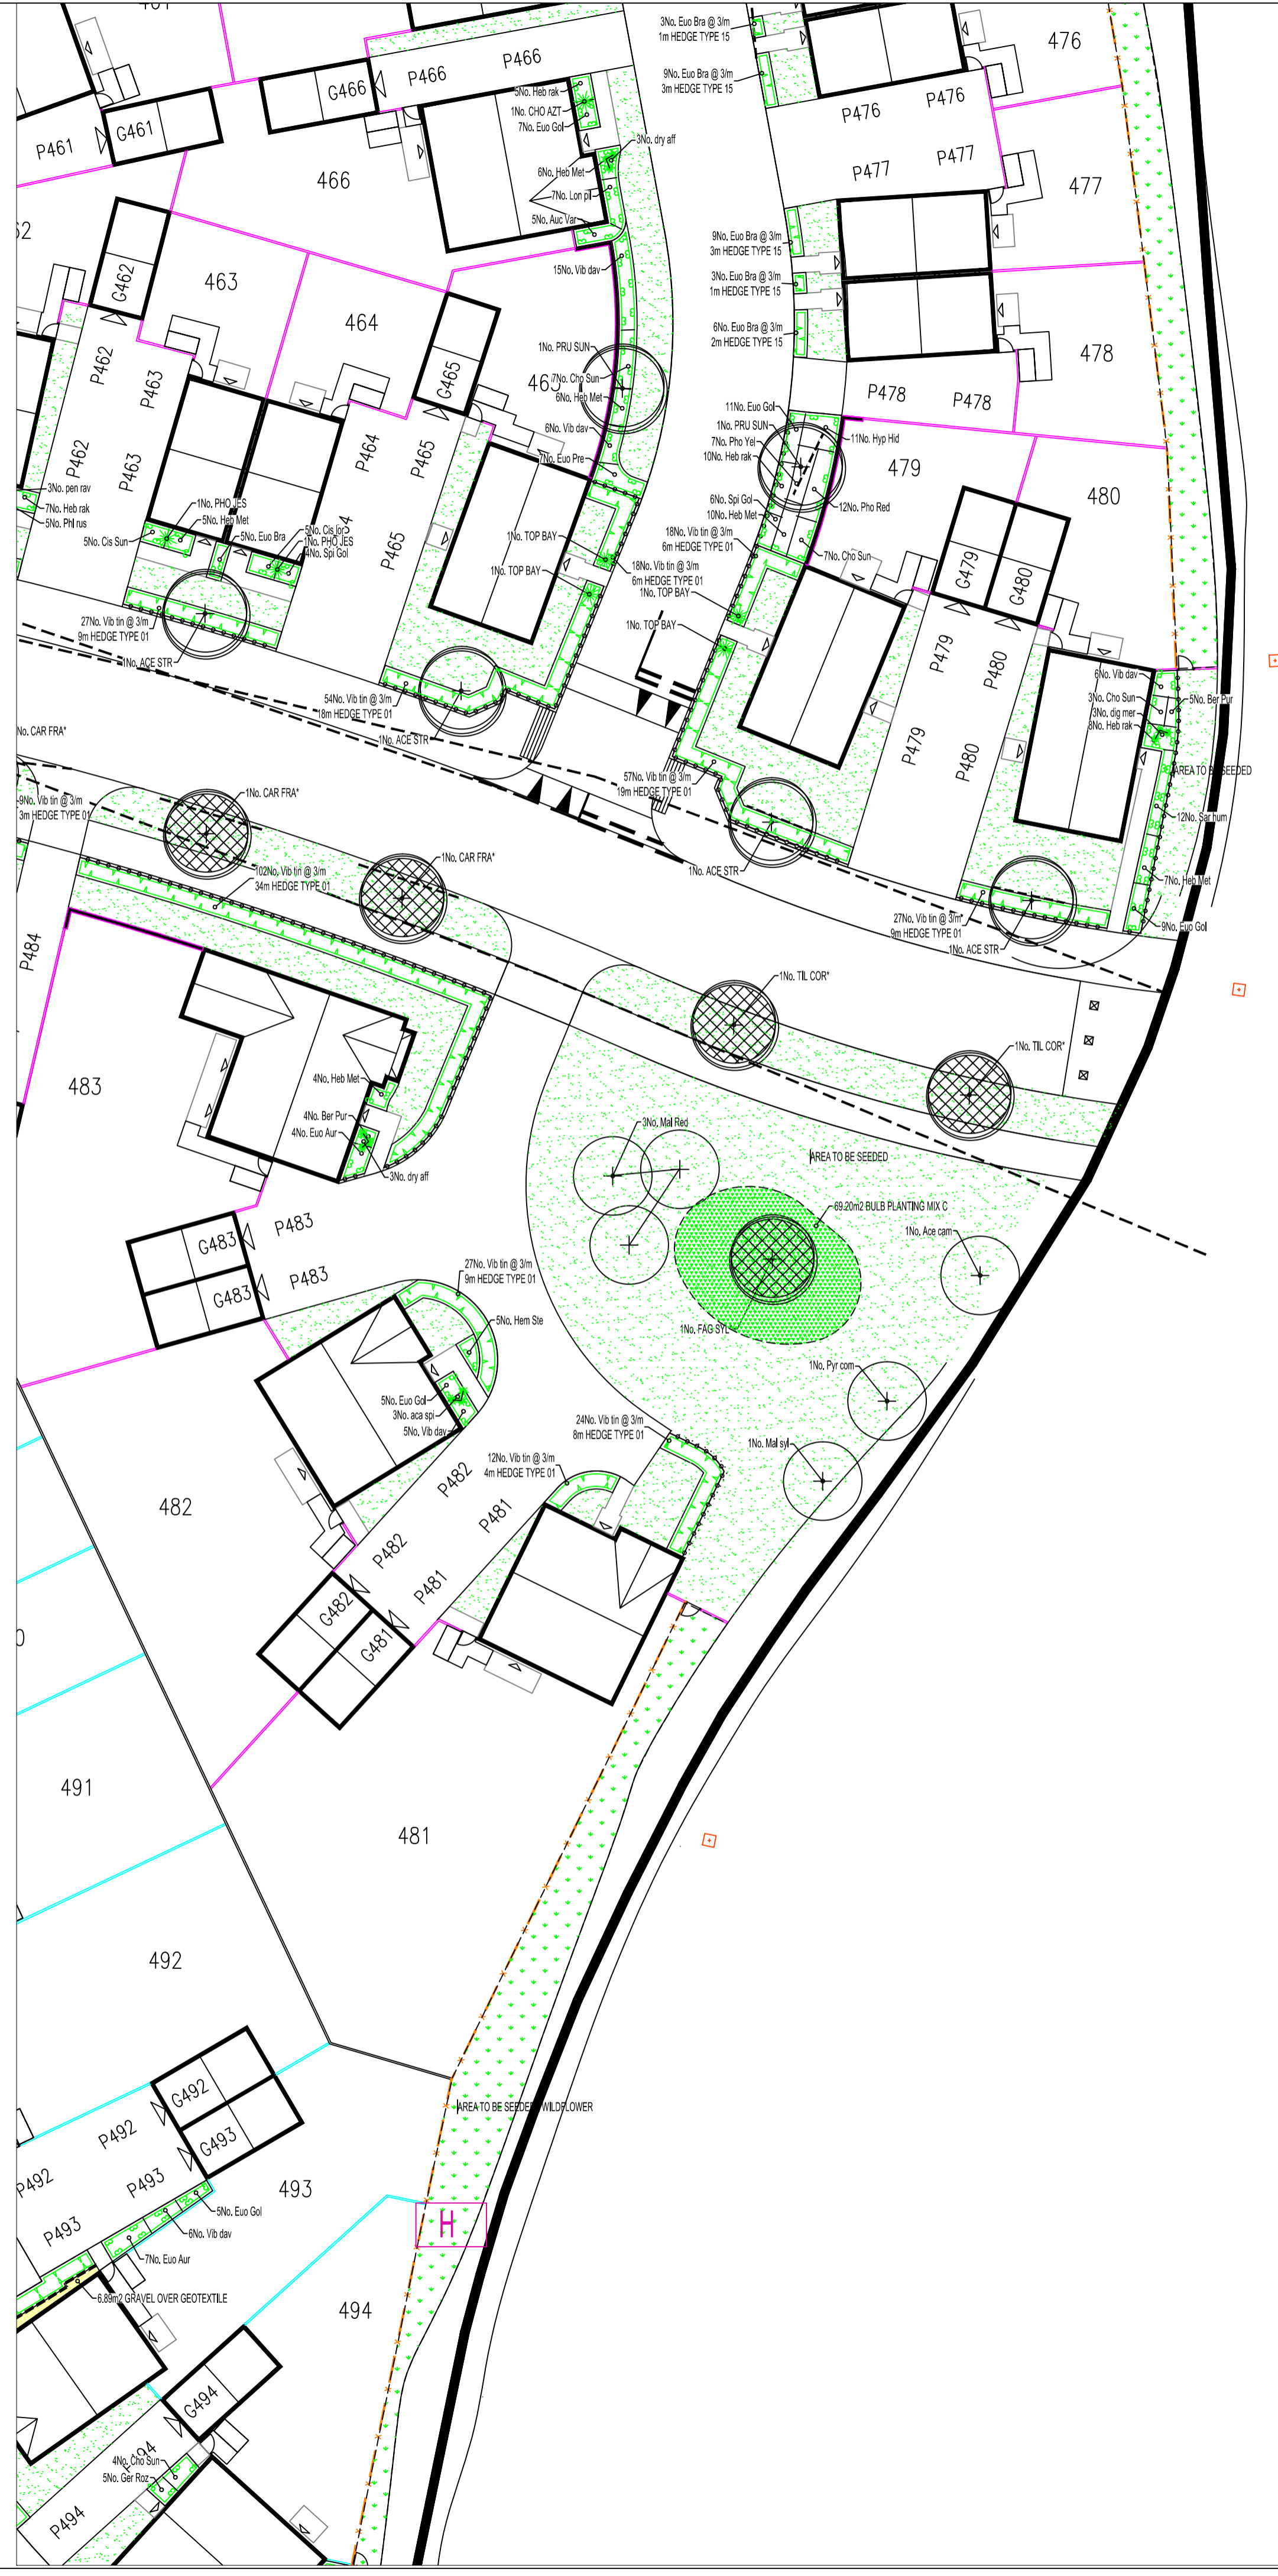 3No. Euo Bra @ 3/m
1m HEDGE TYPE 15
476
P466
P466
G466
9No. Euo Bra @ 3/m
3m HEDGE TYPE 15
5No. Heb rak
1No. CHO AZT
7No. Euo Gol
P476
P476
G461
P461
3No. dry aff
6No. Heb Met
7No. Lon pil
5No. Auc Var
466
P477
P477
477
9No. Euo Bra @ 3/m
3m HEDGE TYPE 15
15No. Vib dav
3No. Euo Bra @ 3/m
1m HEDGE TYPE 15
G462
463
464
6No. Euo Bra @ 3/m
2m HEDGE TYPE 15
478
1No. PRU SUN
7No. Cho Sun
6No. Heb Met
465
G465
P462
P463
P478
P478
6No. Vib dav
7No. Euo Pre
11No. Euo Gol
1No. PRU SUN
7No. Pho Yel
10No. Heb rak
11No. Hyp Hid
479
480
P462
P463
P464
P465
3No. pen rav
7No. Heb rak
5No. Phl rus
12No. Pho Red
6No. Spi Gol
10No. Heb Met
7No. Cho Sun
1No. PHO JES
5No. Heb Met
5No. Cis Sun
5No. Euo Bra
5No. Cis lor
1No. PHO JES
4No. Spi Gol
P465
1No. TOP BAY
1No. TOP BAY
18No. Vib tin @ 3/m
6m HEDGE TYPE 01
18No. Vib tin @ 3/m
6m HEDGE TYPE 01
1No. TOP BAY
1No. TOP BAY
G479
G480
27No. Vib tin @ 3/m
9m HEDGE TYPE 01
1No. ACE STR
54No. Vib tin @ 3/m
18m HEDGE TYPE 01
1No. ACE STR
P479
P480
P479
P480
6No. Vib dav
3No. Cho Sun
3No. dig mer
8No. Heb rak
5No. Ber Pur
AREA TO BE SEEDED
No. CAR FRA*
9No. Vib tin @ 3/m
3m HEDGE TYPE 01
1No. CAR FRA*
57No. Vib tin @ 3/m
19m HEDGE TYPE 01
12No. Sar hum
102No. Vib tin @ 3/m
34m HEDGE TYPE 01
1No. CAR FRA*
1No. ACE STR
7No. Heb Met
27No. Vib tin @ 3/m
9m HEDGE TYPE 01
1No. ACE STR
9No. Euo Gol
P484
1No. TIL COR*
1No. TIL COR*
483
4No. Heb Met
4No. Ber Pur
4No. Euo Aur
3No. dry aff
3No. Mal Red
AREA TO BE SEEDED
69.20m2 BULB PLANTING MIX C
1No. Ace cam
P483
G483
P483
G483
27No. Vib tin @ 3/m
9m HEDGE TYPE 01
5No. Hem Ste
1No. FAG SYL
1No. Pyr com
5No. Euo Gol
3No. aca spi
5No. Vib dav
24No. Vib tin @ 3/m
8m HEDGE TYPE 01
1No. Mal syl
12No. Vib tin @ 3/m
4m HEDGE TYPE 01
482
P482
P481
P482
P481
G482
G481
491
481
492
G492
G493
AREA TO BE SEEDED WILDFLOWER
P492
P492
P493
P493
493
5No. Euo Gol
6No. Vib dav
7No. Euo Aur
H
6.89m2 GRAVEL OVER GEOTEXTILE
494
G494
4No. Cho Sun
5No. Ger Roz
P494